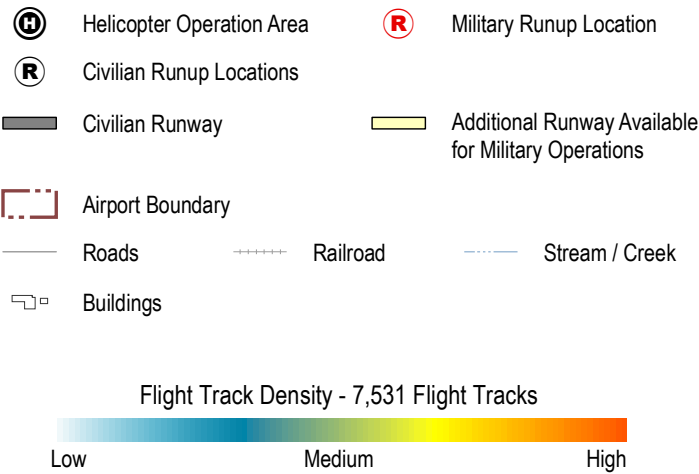 H Helicopter Operation Area
R Military Runup Location
R Civilian Runup Locations
Civilian Runway
Additional Runway Available
for Military Operations
Airport Boundary
Roads
Railroad
Stream / Creek
Buildings
Flight Track Density - 7,531 Flight Tracks
Low
Medium
High